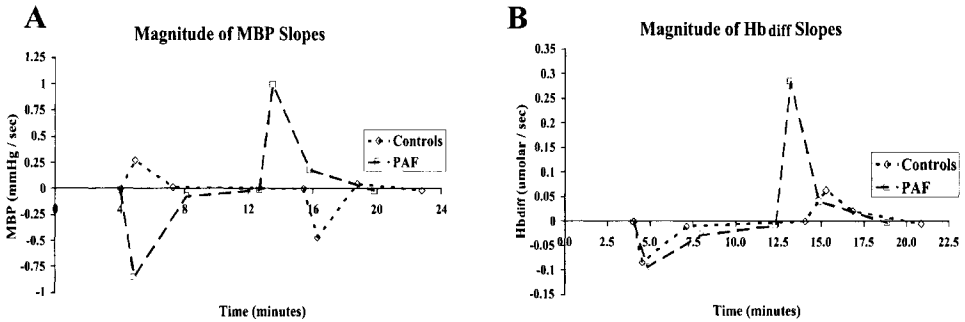 A
Magnitude of MBP Slopes
MBP (mmHg / sec)
1
0.75
0.5
0.25
0
-0.25
-0.5
-0.75
-1
0 4 8 12 16 20 24
Time (minutes)
Controls
PAF
B
Magnitude of Hbdiff Slopes
Hbdiff (umolar / sec)
0.35
0.3
0.25
0.2
0.15
0.1
0.05
0
-0.05
-0.1
-0.15
0.0 2.5 5.0 7.5 10.0 12.5 15.0 17.5 20.0 22.5
Time (minutes)
Controls
PAF